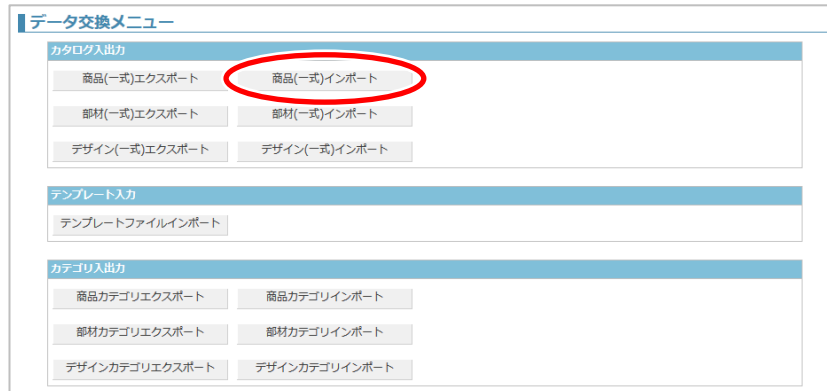 データ交換メニュー
カタログ入出力
商品(一式)エクスポート 商品(一式)インポート
部材(一式)エクスポート 部材(一式)インポート
デザイン(一式)エクスポート デザイン(一式)インポート
テンプレート入力
テンプレートファイルインポート
カテゴリ入出力
商品カテゴリエクスポート 商品カテゴリインポート
部材カテゴリエクスポート 部材カテゴリインポート
デザインカテゴリエクスポート デザインカテゴリインポート